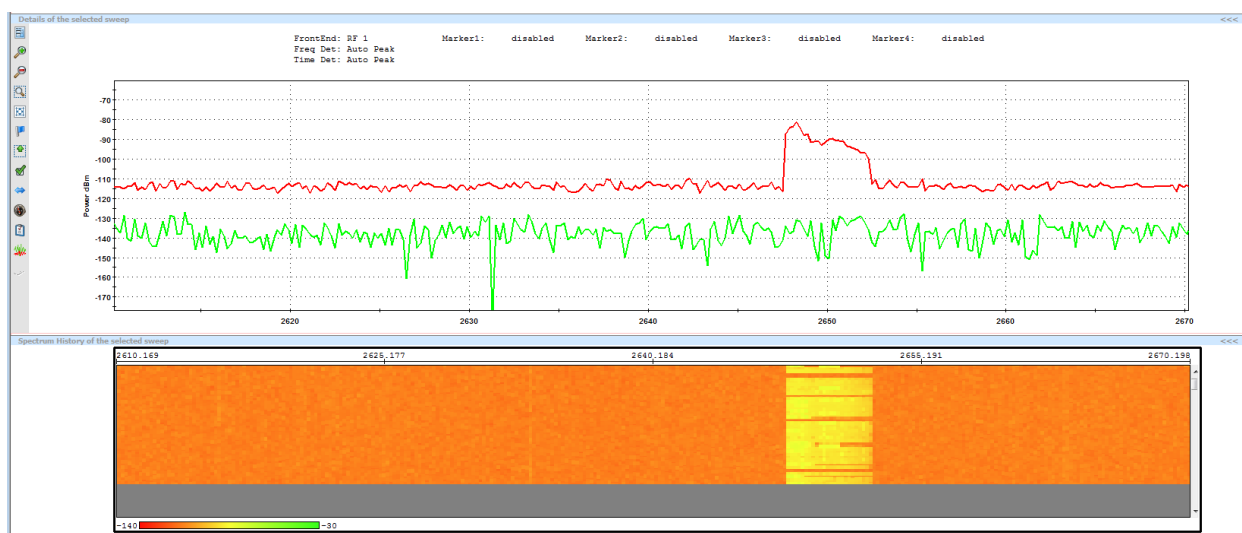 Details of the selected sweep <<<
FrontEnd: RF 1 Marker1: disabled Marker2: disabled Marker3: disabled Marker4: disabled
Freq Det: Auto Peak
Time Det: Auto Peak
Power dBm
-70
-80
-90
-100
-110
-120
-130
-140
-150
-160
-170
2620 2630 2640 2650 2660 2670
Spectrum History of the selected sweep <<<
2610.169 2625.177 2640.184 2655.191 2670.198
-140 -30